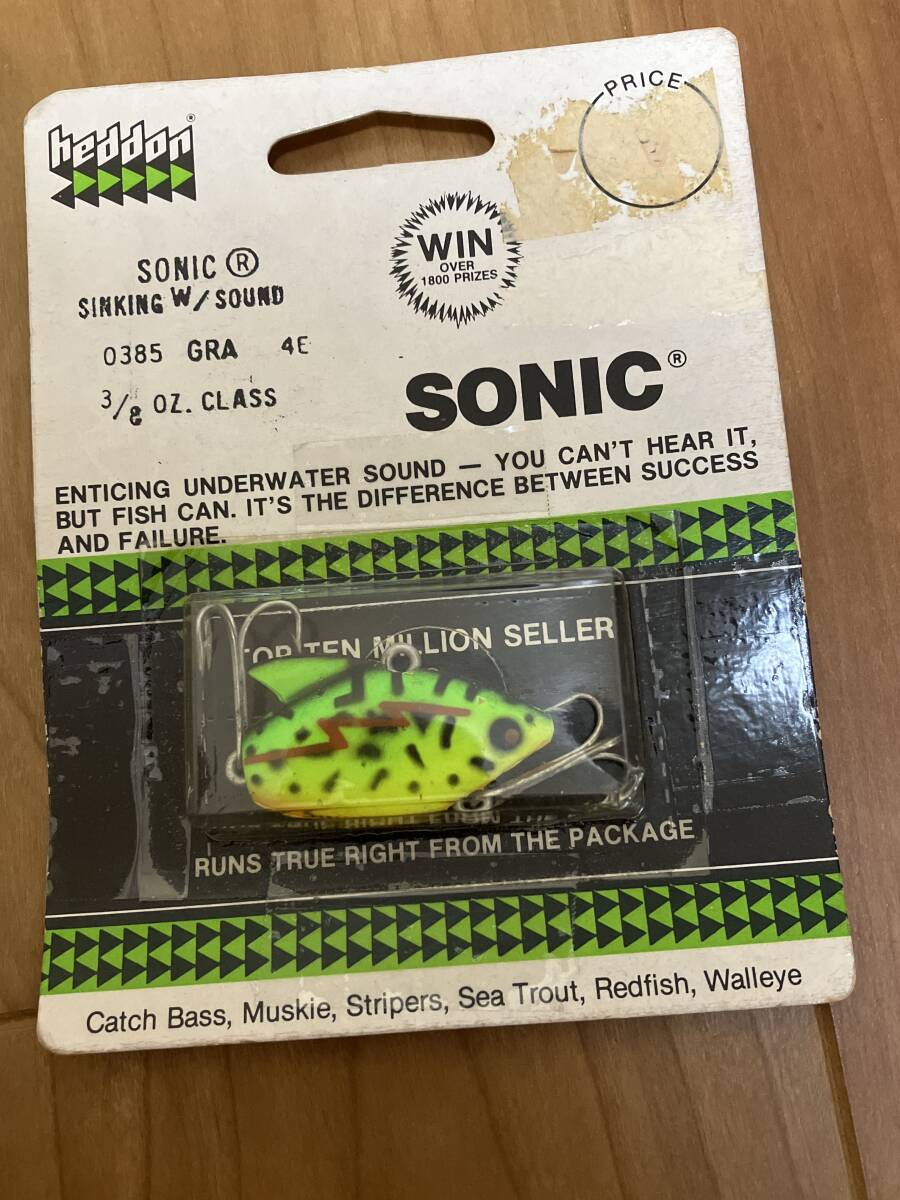 heddon®
PRICE
WIN
OVER
1800 PRIZES
SONIC ®
SINKING W/ SOUND
0385 GRA 4E
3/8 OZ. CLASS
SONIC®
ENTICING UNDERWATER SOUND — YOU CAN'T HEAR IT,
BUT FISH CAN. IT'S THE DIFFERENCE BETWEEN SUCCESS
AND FAILURE.
TEN MILLION SELLER
RUNS TRUE RIGHT FROM THE PACKAGE
Catch Bass, Muskie, Stripers, Sea Trout, Redfish, Walleye